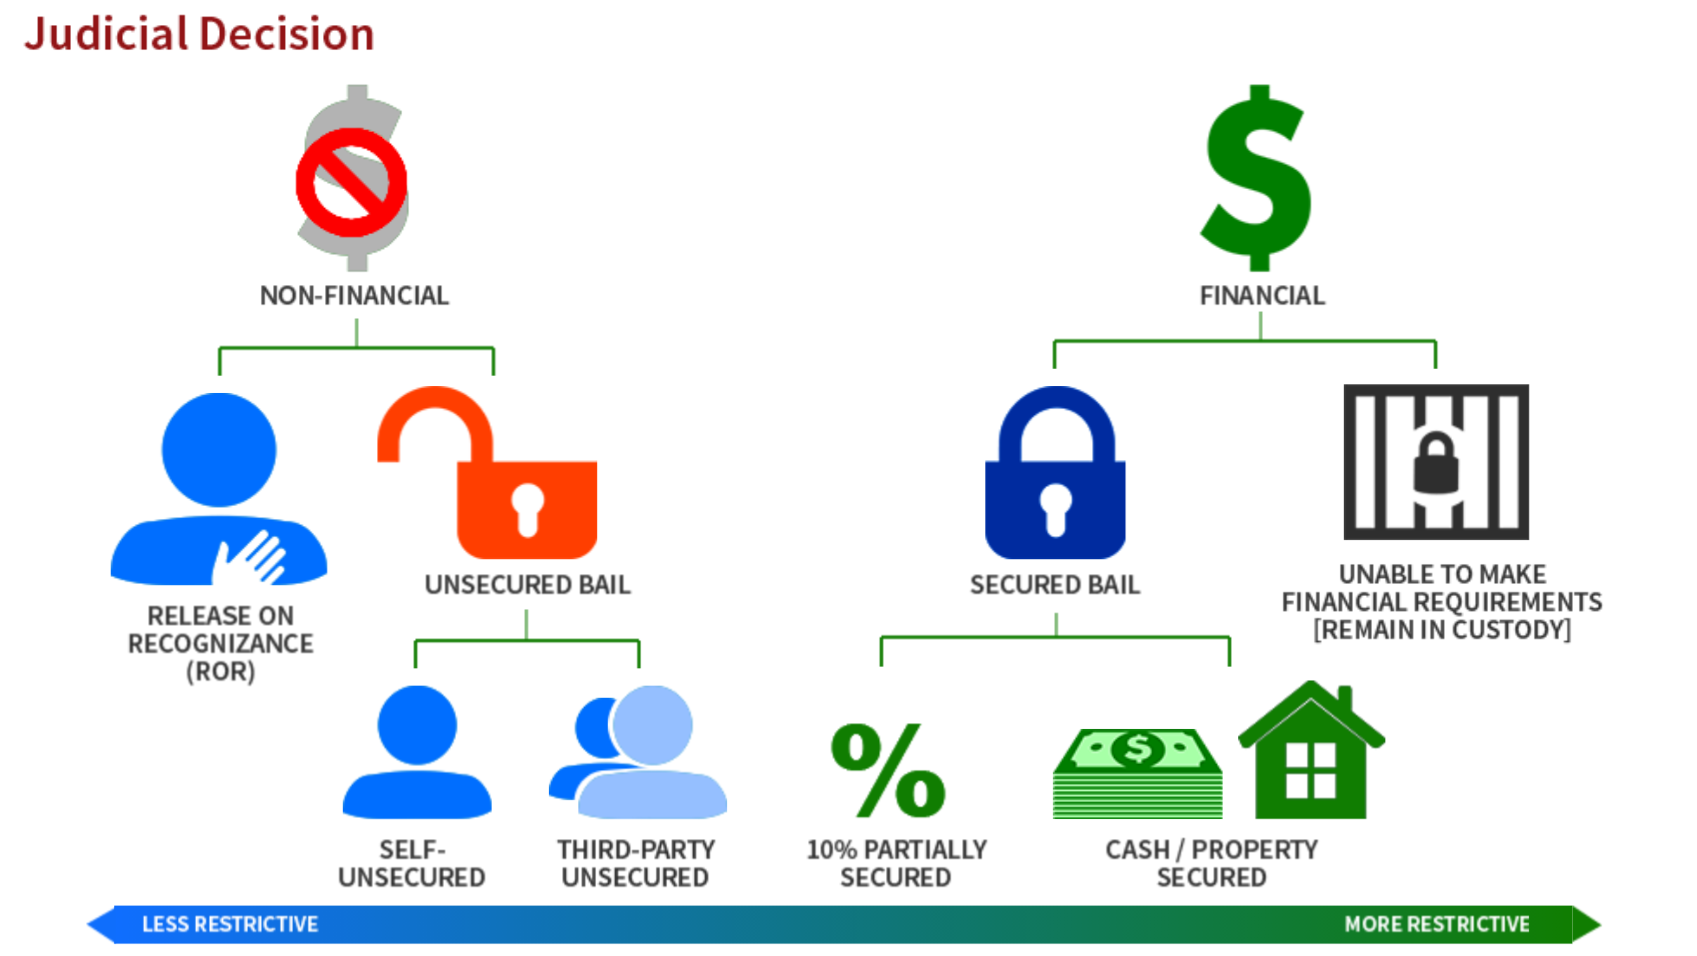 Judicial Decision
NON-FINANCIAL
FINANCIAL
RELEASE ON
RECOGNIZANCE
(ROR)
UNSECURED BAIL
SECURED BAIL
UNABLE TO MAKE
FINANCIAL REQUIREMENTS
[REMAIN IN CUSTODY]
SELF-
UNSECURED
THIRD-PARTY
UNSECURED
%
10% PARTIALLY
SECURED
CASH / PROPERTY
SECURED
LESS RESTRICTIVE
MORE RESTRICTIVE